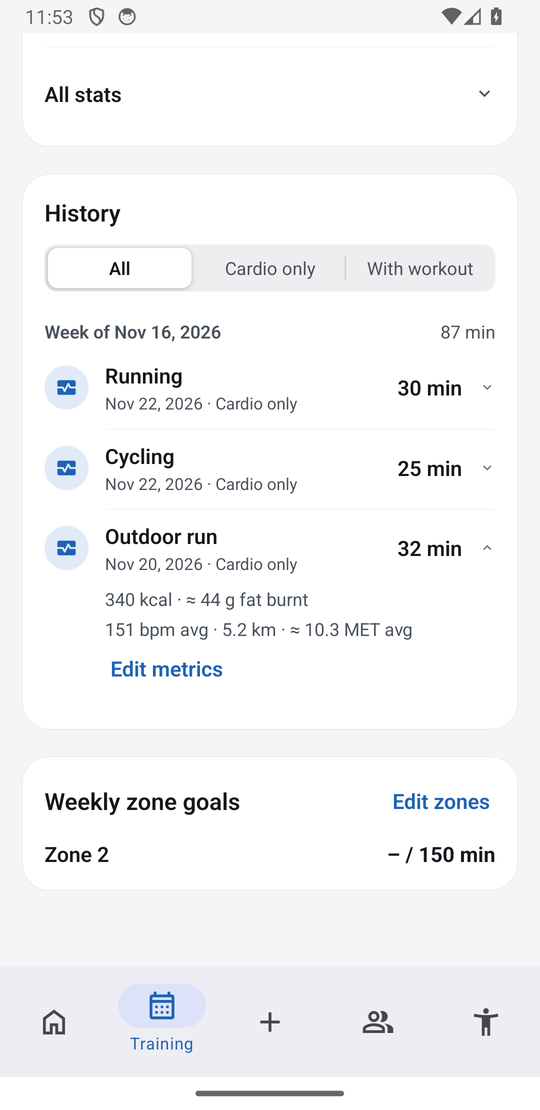 11:53
All stats
History
All
Cardio only
With workout
Week of Nov 16, 2026
87 min
Running
30 min
Nov 22, 2026 · Cardio only
Cycling
25 min
Nov 22, 2026 · Cardio only
Outdoor run
32 min
Nov 20, 2026 · Cardio only
340 kcal · ≈ 44 g fat burnt
151 bpm avg · 5.2 km · ≈ 10.3 MET avg
Edit metrics
Weekly zone goals
Edit zones
Zone 2
– / 150 min
Training